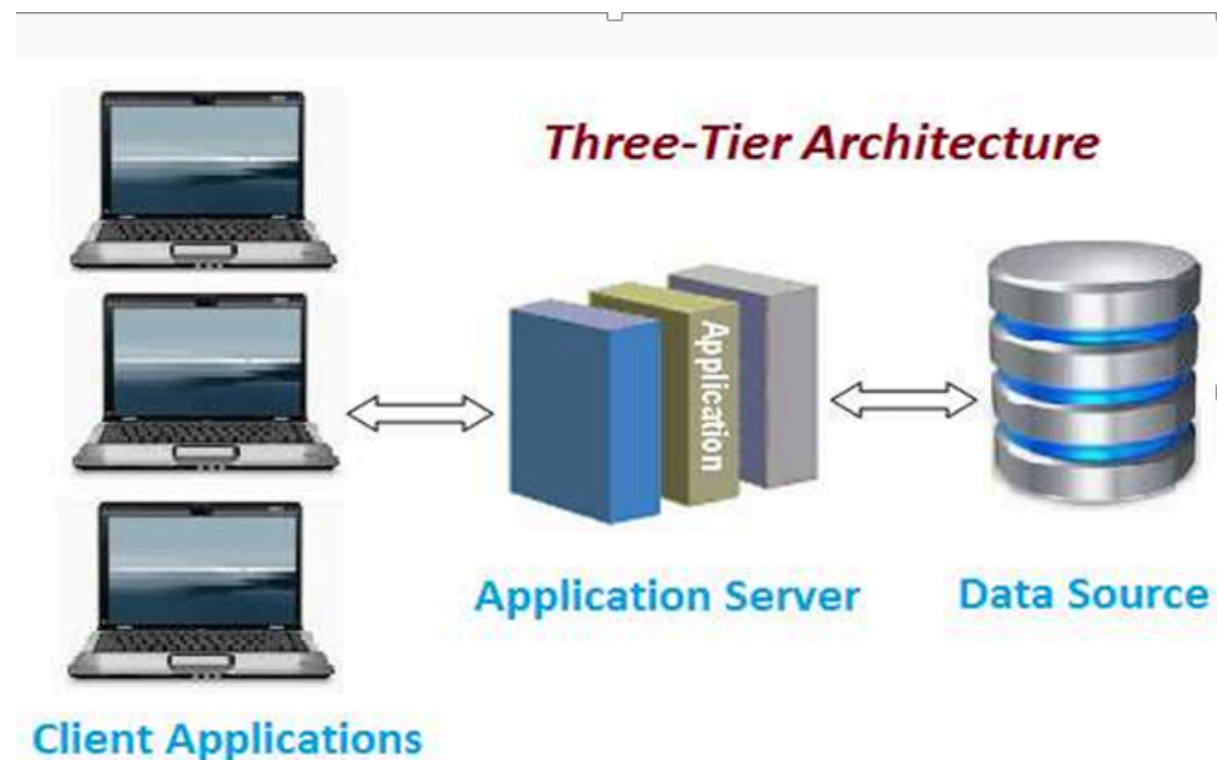 Three-Tier Architecture
Application
Application Server
Data Source
Client Applications